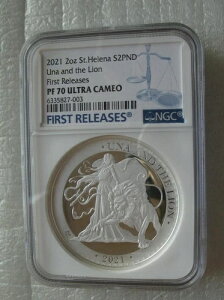 2021 2oz St.Helena S2PND
Una and the Lion
First Releases
PF 70 ULTRA CAMEO
6335827-003
FIRST RELEASES
NGC
· UNA AND THE LION ·
2021